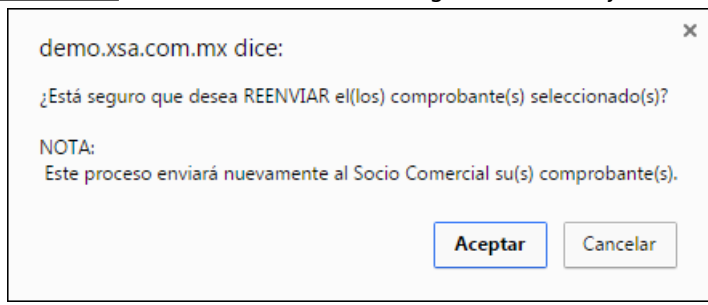 demo.xsa.com.mx dice:
¿Está seguro que desea REENVIAR el(los) comprobante(s) seleccionado(s)?
NOTA:
Este proceso enviará nuevamente al Socio Comercial su(s) comprobante(s).
Aceptar Cancelar